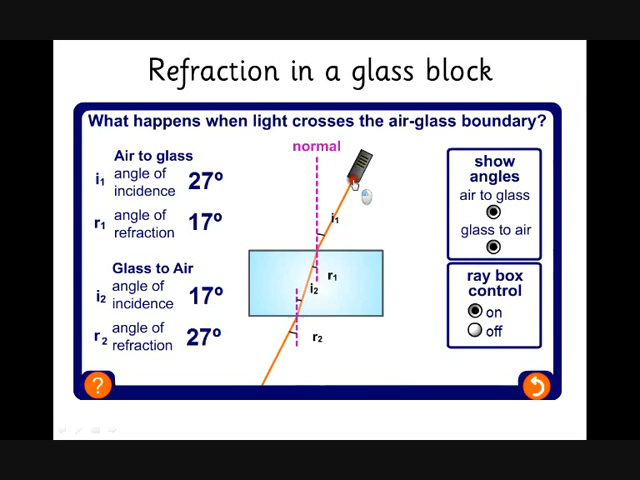 Refraction in a glass block
What happens when light crosses the air-glass boundary?
normal
Air to glass
i1 angle of incidence 27º
r1 angle of refraction 17º
Glass to Air
i2 angle of incidence 17º
r2 angle of refraction 27º
i1
r1
i2
r2
show
angles
air to glass
glass to air
ray box
control
on
off
?